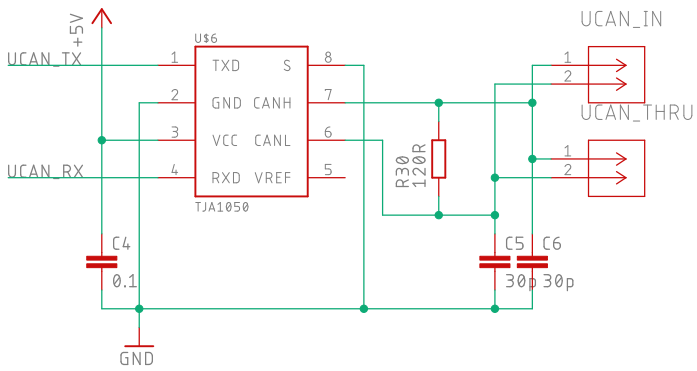 UCAN_IN
+5V
U$6
UCAN_TX
1 TXD S 8
1
2 GND CANH 7
2
UCAN_THRU
3 VCC CANL 6
R30
120R
1
UCAN_RX
4 RXD VREF 5
2
TJA1050
C4
C5
C6
0.1
30p
30p
GND